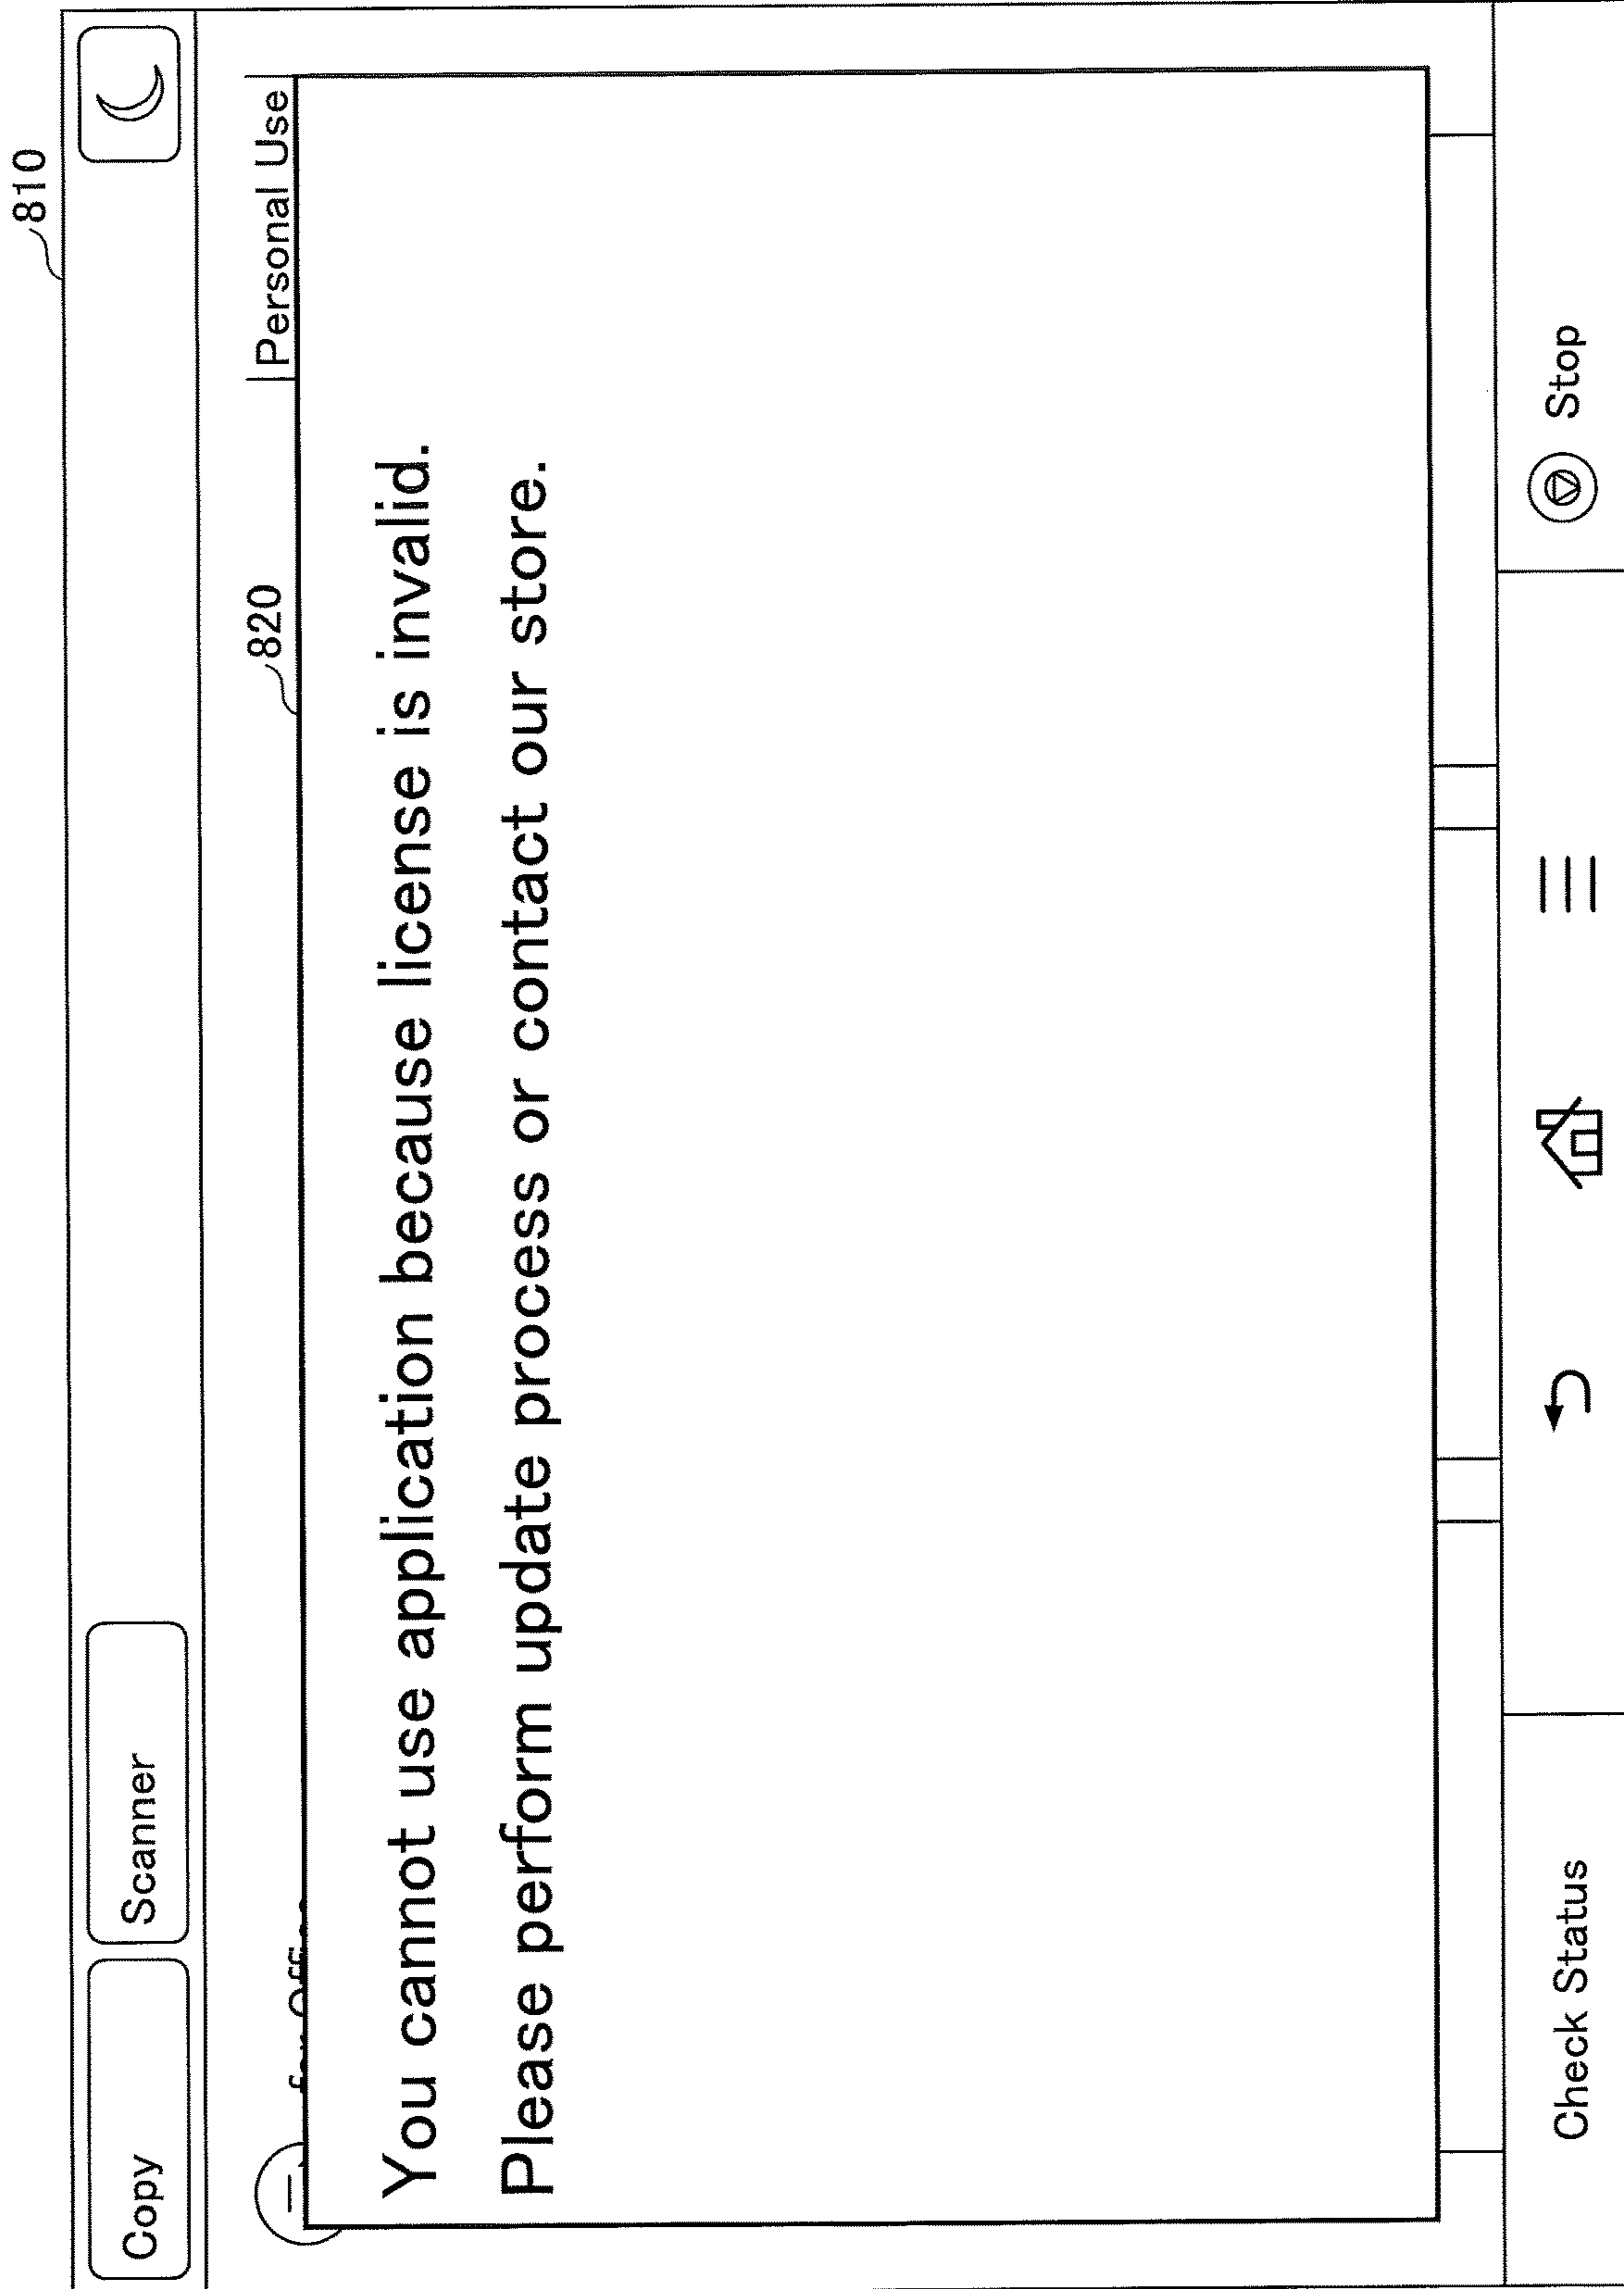 810
Copy
Scanner
Personal Use
820
You cannot use application because license is invalid.
Please perform update process or contact our store.
Check Status
Stop